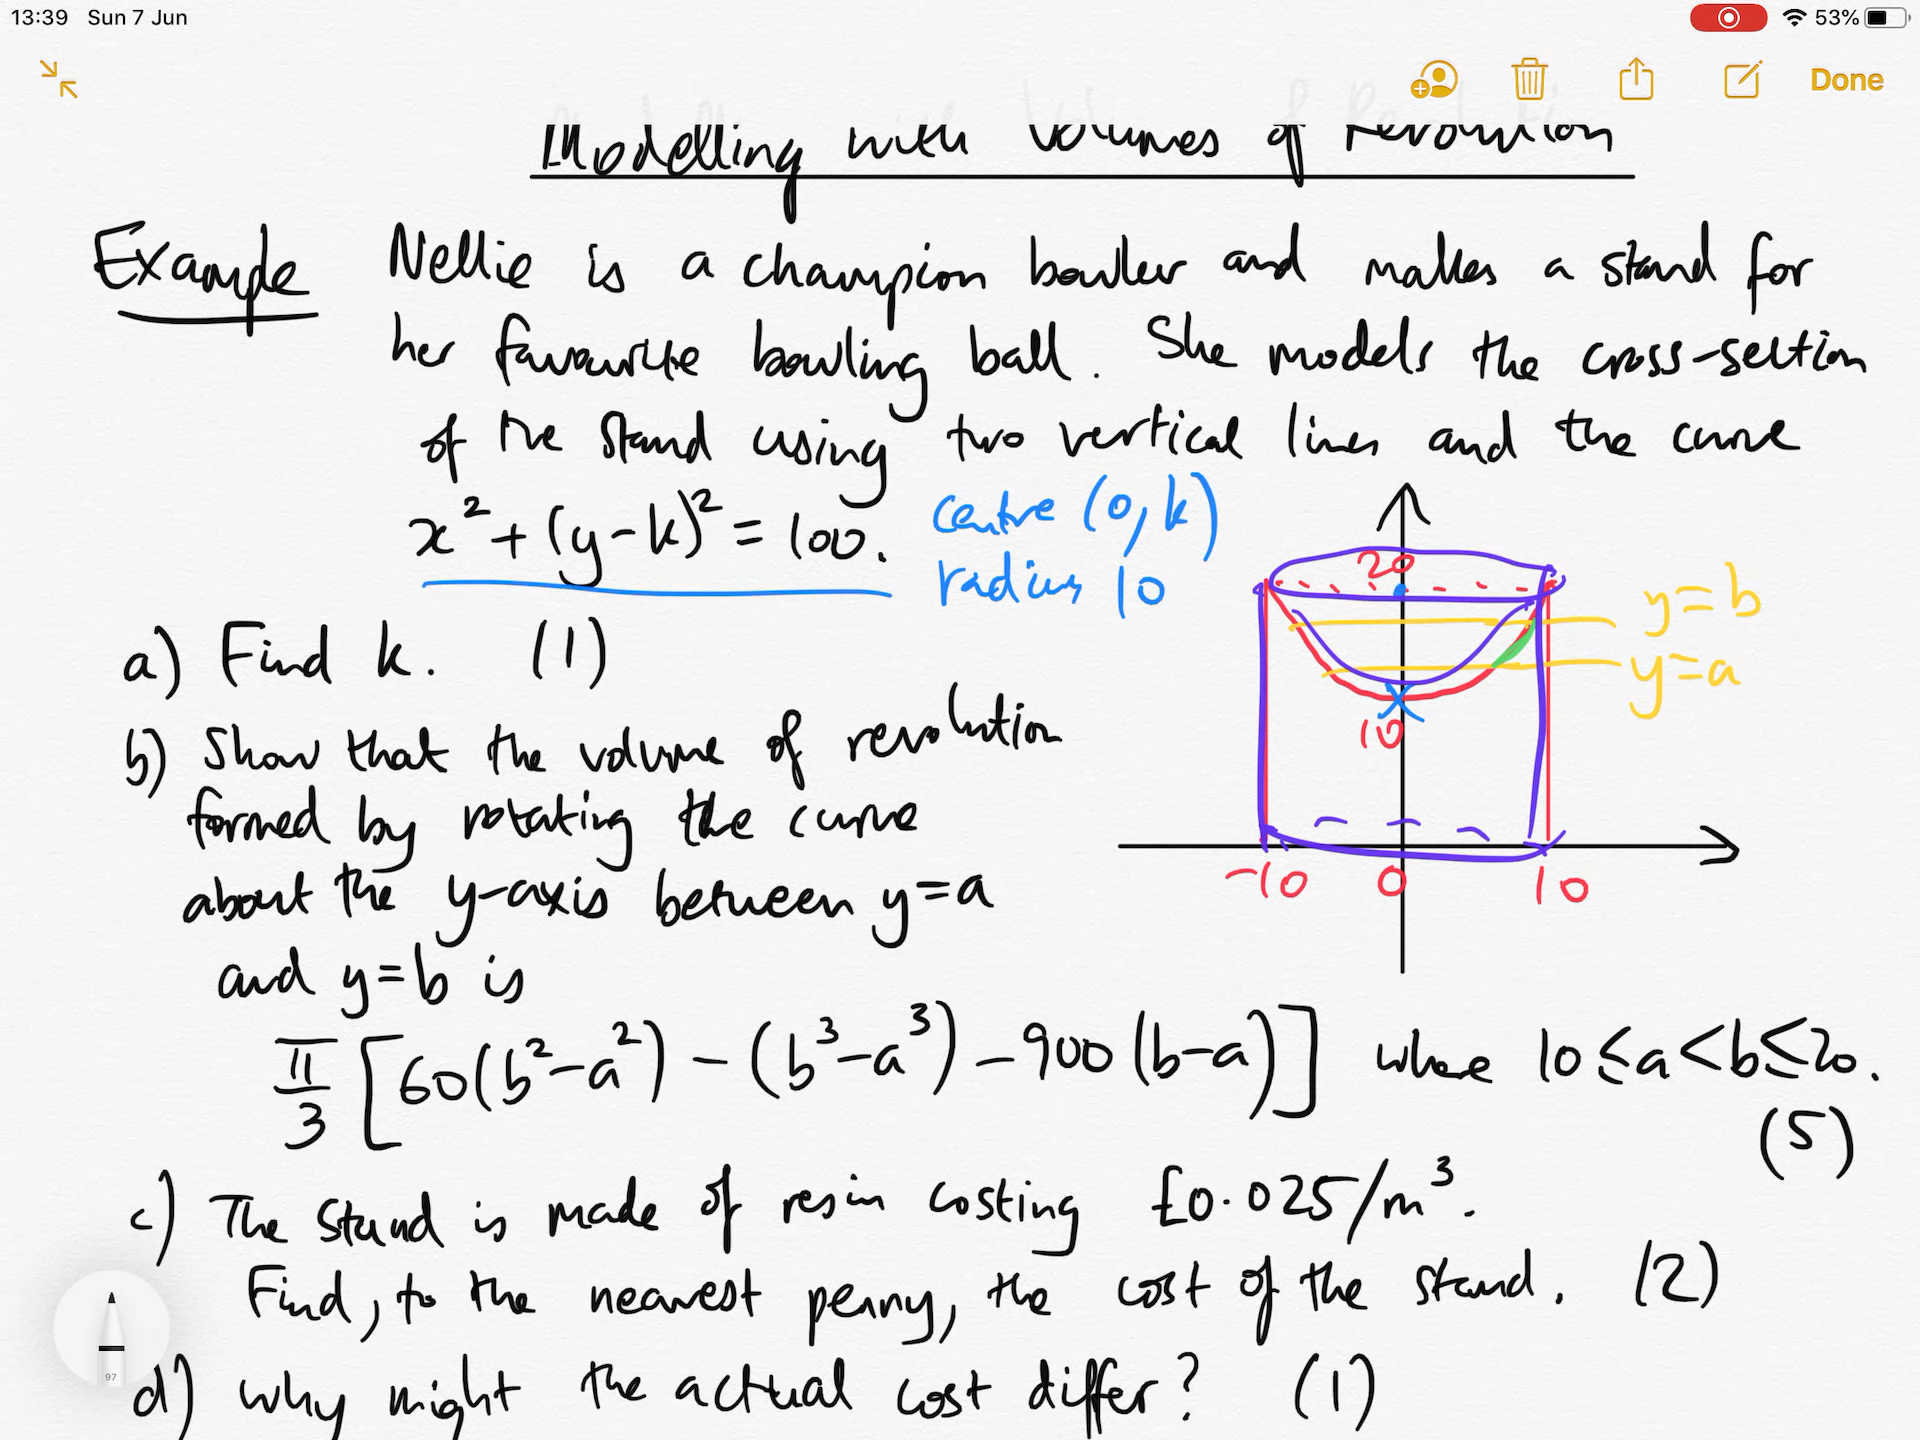 13:39 Sun 7 Jun 53%
Done
Modelling with Volumes of Revolution
Example Nellie is a champion bowler and makes a stand for
her favourite bowling ball. She models the cross-section
of the stand using two vertical lines and the curve
x² + (y-k)² = 100. centre (0,k)
radius 10
20
y=b
y=a
10
-10 0 10
a) Find k. (1)
b) Show that the volume of revolution
formed by rotating the curve
about the y-axis between y=a
and y=b is
π/3 [60(b²-a²) - (b³-a³) - 900(b-a)] where 10≤a<b≤20.
(5)
c) The stand is made of resin costing £0.025/m³.
Find, to the nearest penny, the cost of the stand. (2)
97
d) Why might the actual cost differ? (1)